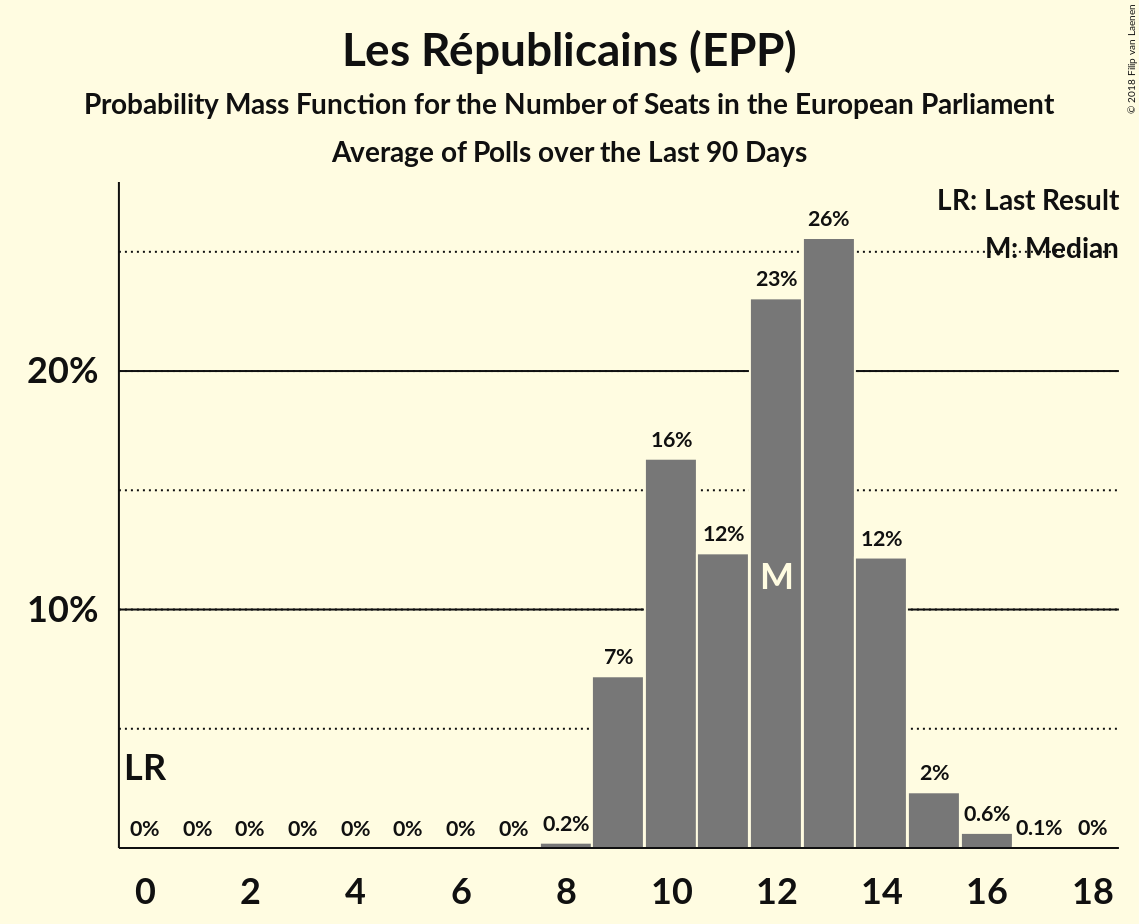 Les Républicains (EPP)
Probability Mass Function for the Number of Seats in the European Parliament
Average of Polls over the Last 90 Days
© 2018 Filip van Laenen
LR: Last Result
M: Median
26%
23%
20%
16%
12%
12%
M
10%
7%
LR
0% 0% 0% 0% 0% 0% 0% 0% 0.2% 2% 0.6% 0.1% 0%
0 2 4 6 8 10 12 14 16 18